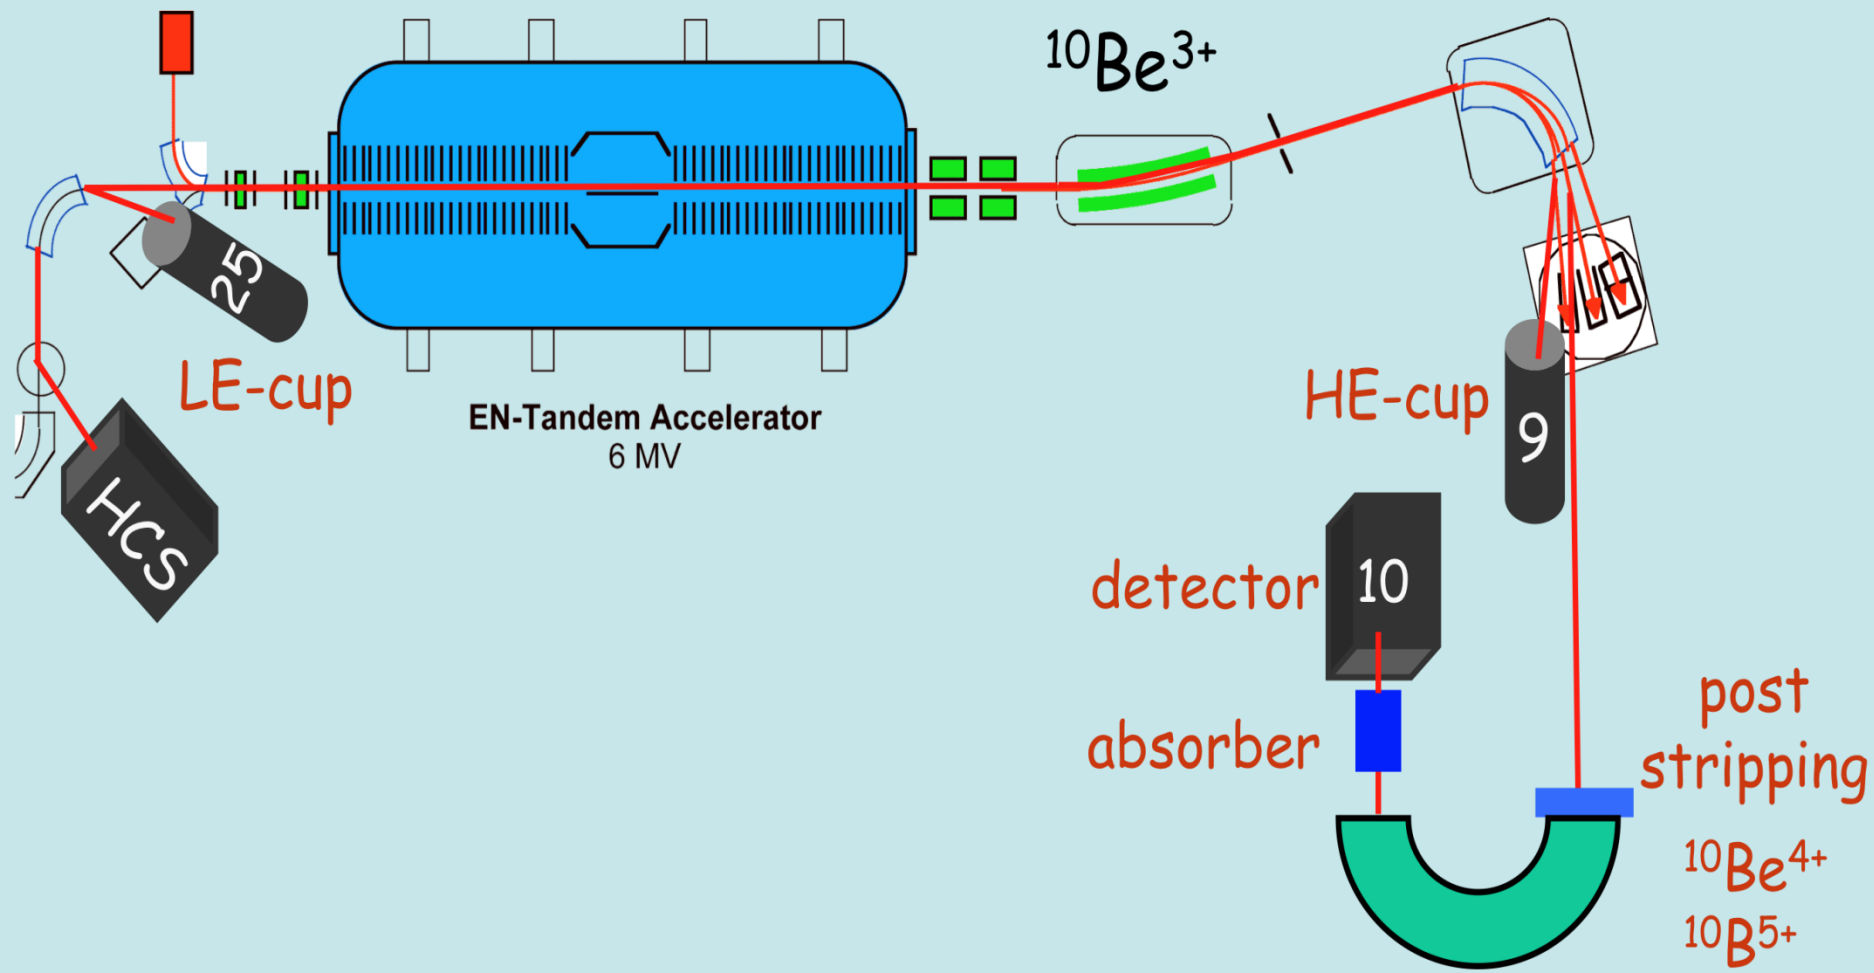 ¹⁰Be³⁺
25
LE-cup
HCS
EN-Tandem Accelerator
6 MV
HE-cup
9
detector
10
absorber
post
stripping
¹⁰Be⁴⁺
¹⁰B⁵⁺